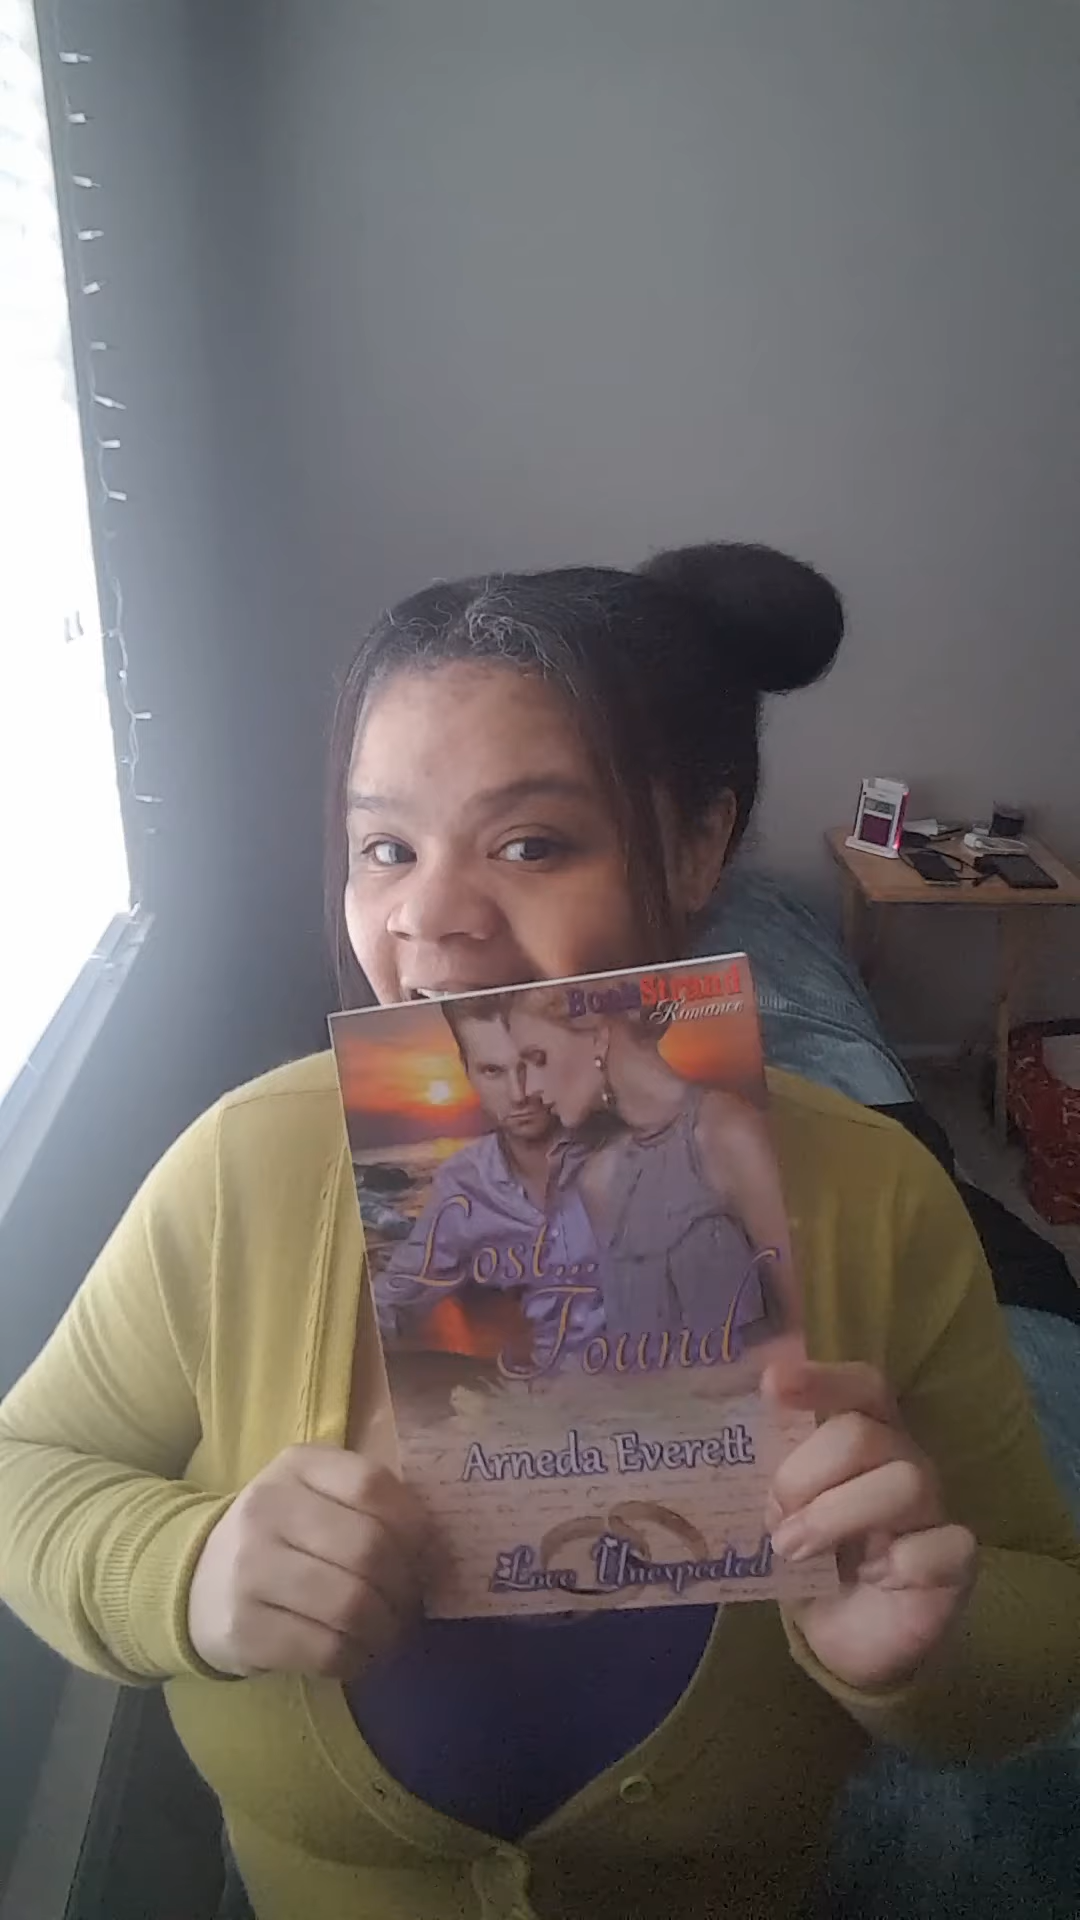 BookStrand
Romance
Lost...
Found
Arneda Everett
Love Unexpected